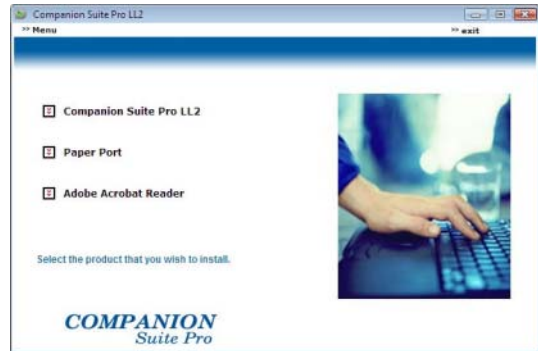 Companion Suite Pro LL2
>> Menu
>> exit
Companion Suite Pro LL2
Paper Port
Adobe Acrobat Reader
Select the product that you wish to install.
COMPANION
Suite Pro